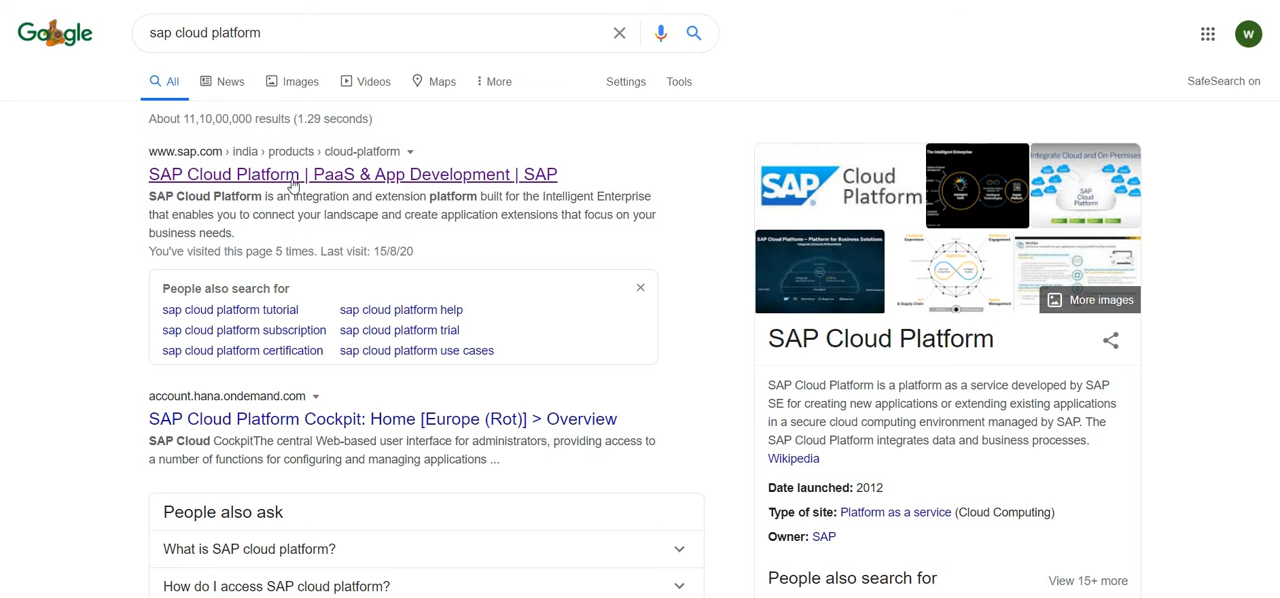 Google
sap cloud platform
W
All
News
Images
Videos
Maps
More
Settings
Tools
SafeSearch on
About 11,10,00,000 results (1.29 seconds)
www.sap.com › india › products › cloud-platform
SAP Cloud Platform | PaaS & App Development | SAP
SAP Cloud Platform is an integration and extension platform built for the Intelligent Enterprise
that enables you to connect your landscape and create application extensions that focus on your
business needs.
You've visited this page 5 times. Last visit: 15/8/20
People also search for
sap cloud platform tutorial
sap cloud platform help
sap cloud platform subscription
sap cloud platform trial
sap cloud platform certification
sap cloud platform use cases
account.hana.ondemand.com
SAP Cloud Platform Cockpit: Home [Europe (Rot)] > Overview
SAP Cloud CockpitThe central Web-based user interface for administrators, providing access to
a number of functions for configuring and managing applications ...
People also ask
What is SAP cloud platform?
How do I access SAP cloud platform?
SAP Cloud
Platform
The Intelligent Enterprise
Integrate Cloud and On-Premises
SAP Cloud Platform – Platform for Business Solutions
More images
SAP Cloud Platform
SAP Cloud Platform is a platform as a service developed by SAP
SE for creating new applications or extending existing applications
in a secure cloud computing environment managed by SAP. The
SAP Cloud Platform integrates data and business processes.
Wikipedia
Date launched: 2012
Type of site: Platform as a service (Cloud Computing)
Owner: SAP
People also search for
View 15+ more